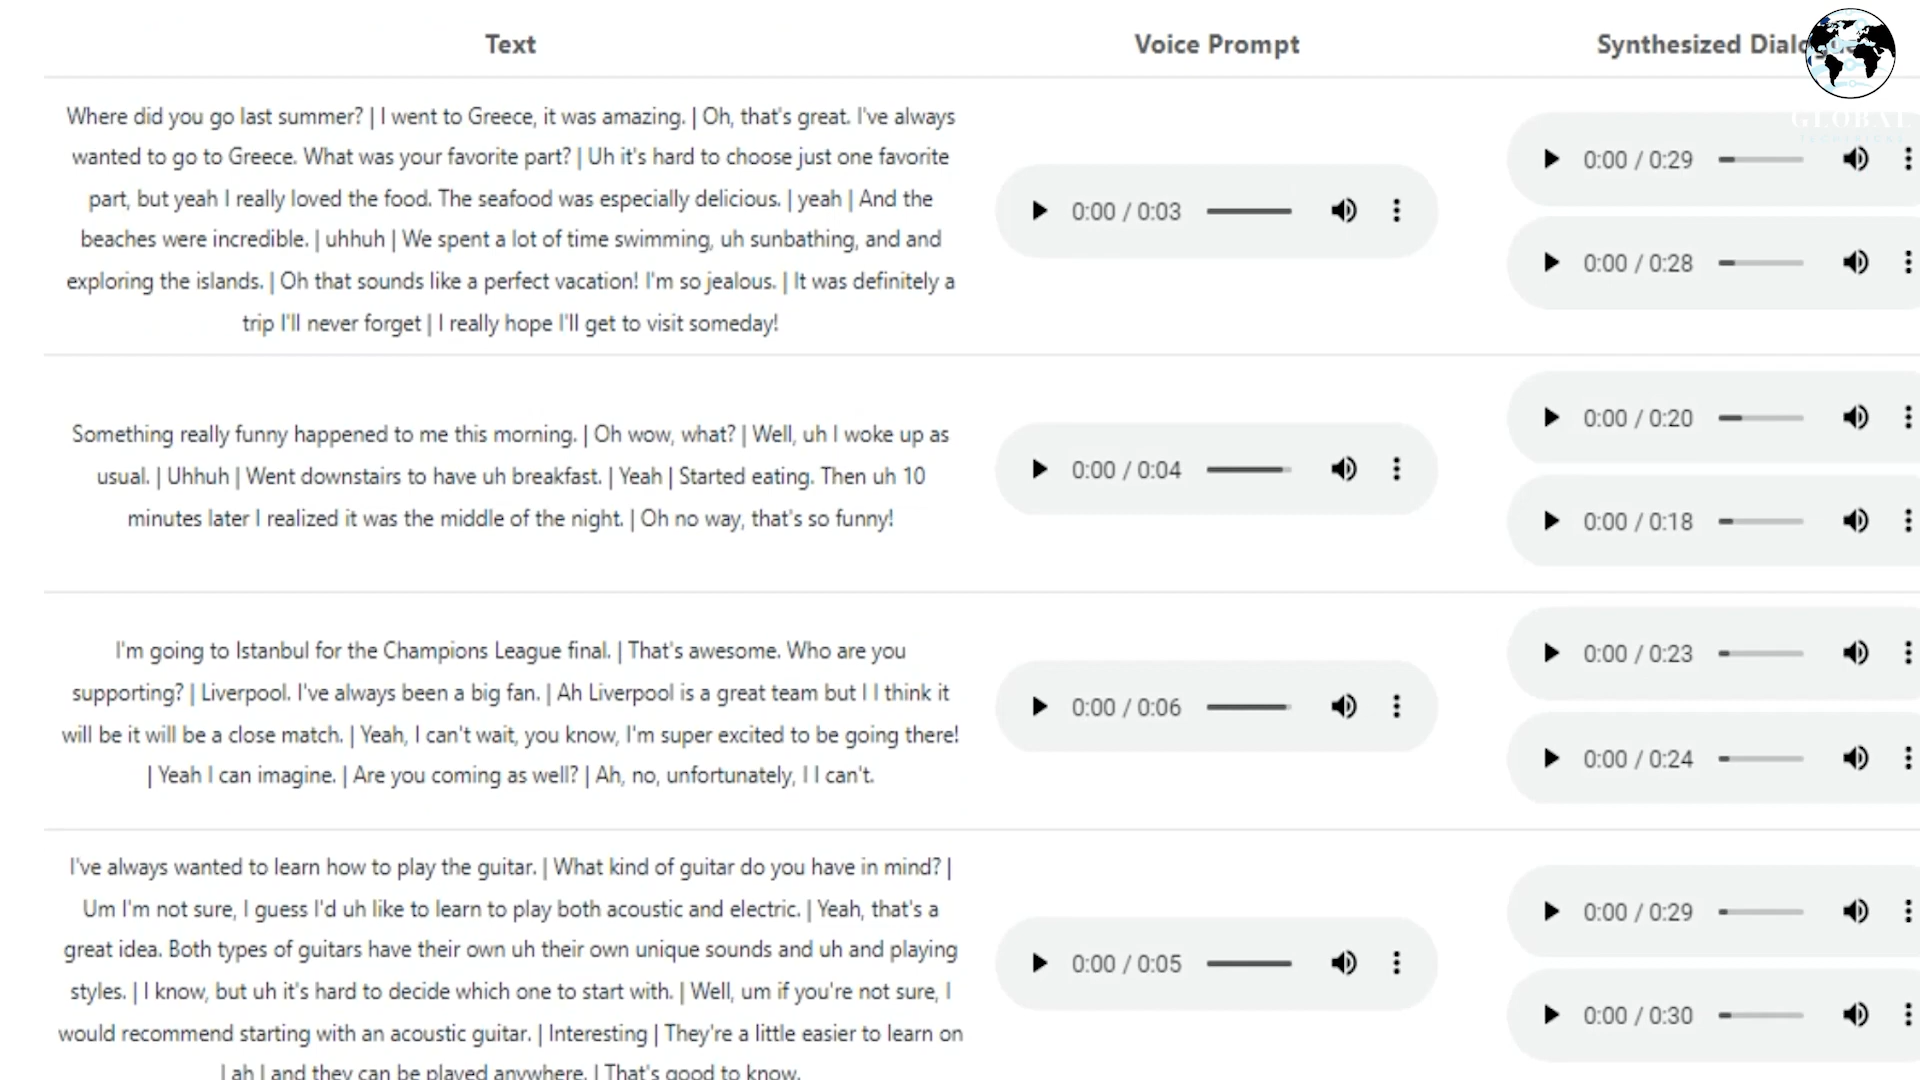 Text
Voice Prompt
Synthesized
Where did you go last summer? | I went to Greece, it was amazing. | Oh, that's great. I've always
wanted to go to Greece. What was your favorite part? | Uh it's hard to choose just one favorite
part, but yeah I really loved the food. The seafood was especially delicious. | yeah | And the
beaches were incredible. | uhhuh | We spent a lot of time swimming, uh sunbathing, and and
exploring the islands. | Oh that sounds like a perfect vacation! I'm so jealous. | It was definitely a
trip I'll never forget | I really hope I'll get to visit someday!
0:00 / 0:03
0:00 / 0:29
0:00 / 0:28
Something really funny happened to me this morning. | Oh wow, what? | Well, uh I woke up as
usual. | Uhhuh | Went downstairs to have uh breakfast. | Yeah | Started eating. Then uh 10
minutes later I realized it was the middle of the night. | Oh no way, that's so funny!
0:00 / 0:04
0:00 / 0:20
0:00 / 0:18
I'm going to Istanbul for the Champions League final. | That's awesome. Who are you
supporting? | Liverpool. I've always been a big fan. | Ah Liverpool is a great team but I I think it
will be it will be a close match. | Yeah, I can't wait, you know, I'm super excited to be going there!
| Yeah I can imagine. | Are you coming as well? | Ah, no, unfortunately, I I can't.
0:00 / 0:06
0:00 / 0:23
0:00 / 0:24
I've always wanted to learn how to play the guitar. | What kind of guitar do you have in mind? |
Um I'm not sure, I guess I'd uh like to learn to play both acoustic and electric. | Yeah, that's a
great idea. Both types of guitars have their own uh their own unique sounds and uh and playing
styles. | I know, but uh it's hard to decide which one to start with. | Well, um if you're not sure, I
would recommend starting with an acoustic guitar. | Interesting | They're a little easier to learn on
| ah | and they can be played anywhere. | That's good to know.
0:00 / 0:05
0:00 / 0:29
0:00 / 0:30
GLOBAL